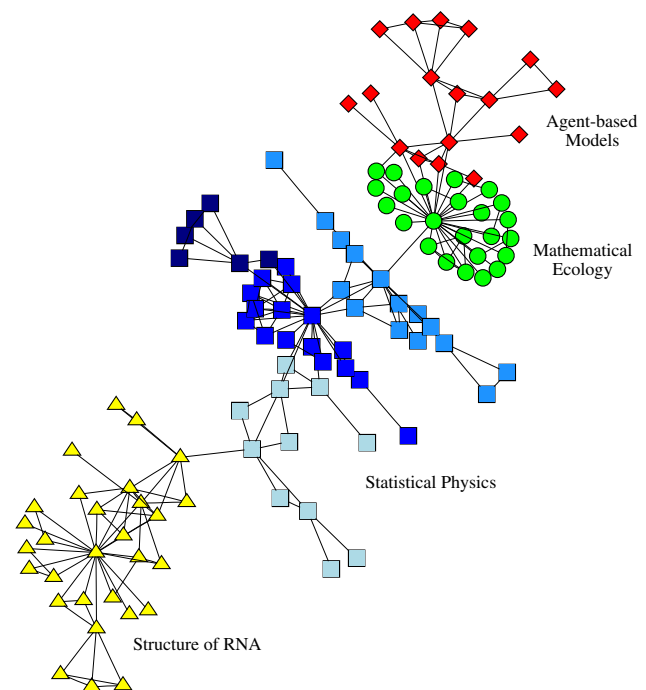 Agent-based
Models
Mathematical
Ecology
Statistical Physics
Structure of RNA